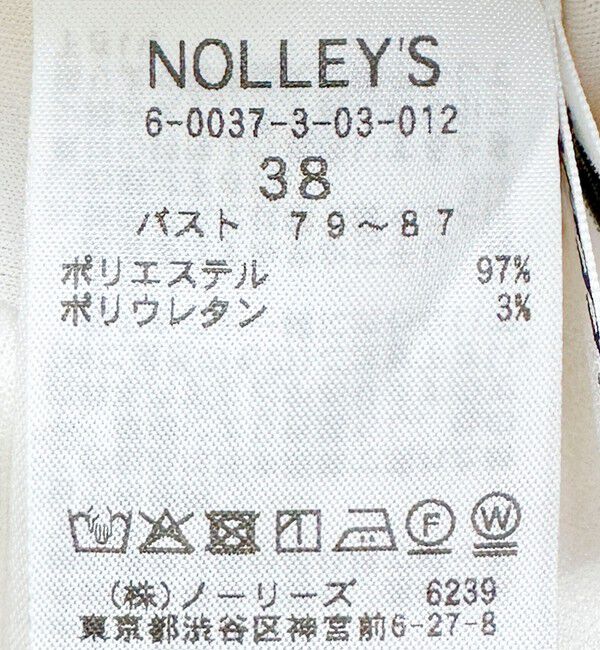 NOLLEY'S
6-0037-3-03-012
38
バスト 79～87
ポリエステル 97%
ポリウレタン 3%
F W
(株)ノーリーズ 6239
東京都渋谷区神宮前6-27-8